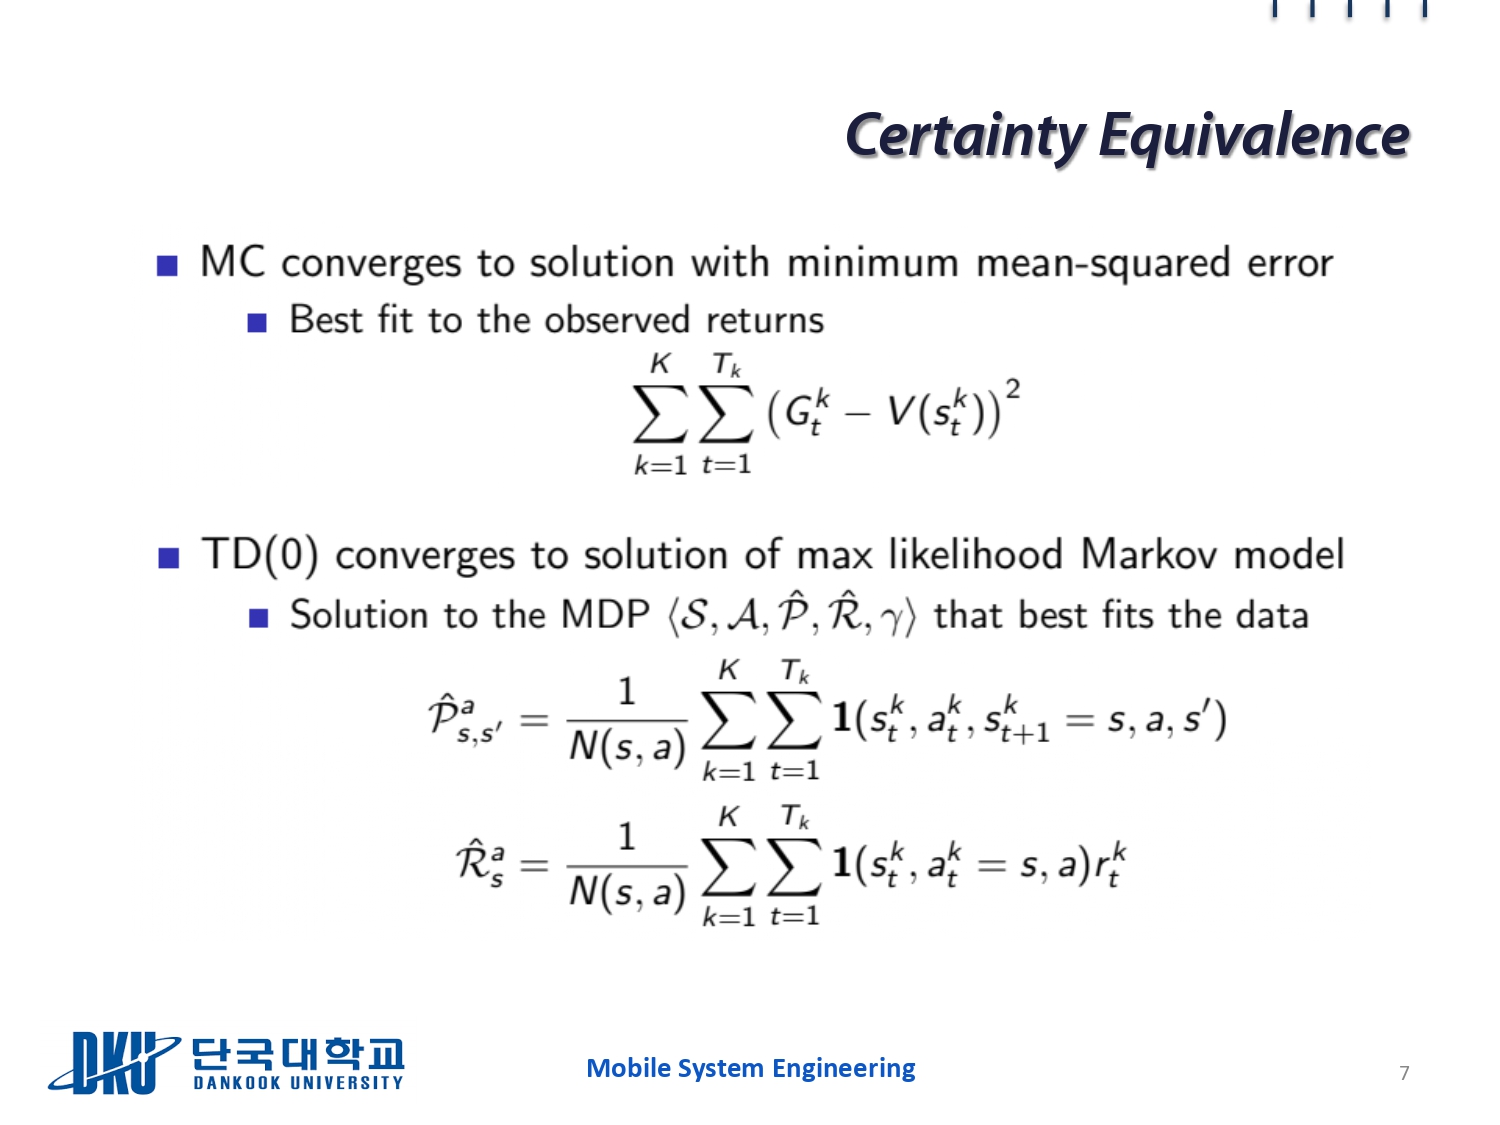 Certainty Equivalence
■ MC converges to solution with minimum mean-squared error
■ Best fit to the observed returns
$\sum_{k=1}^{K} \sum_{t=1}^{T_k} \left( G_t^k - V(s_t^k) \right)^2$
■ TD(0) converges to solution of max likelihood Markov model
■ Solution to the MDP $\langle \mathcal{S}, \mathcal{A}, \hat{\mathcal{P}}, \hat{\mathcal{R}}, \gamma \rangle$ that best fits the data
$\hat{\mathcal{P}}_{s,s'}^a = \frac{1}{N(s,a)} \sum_{k=1}^{K} \sum_{t=1}^{T_k} \mathbf{1}(s_t^k, a_t^k, s_{t+1}^k = s, a, s')$
$\hat{\mathcal{R}}_s^a = \frac{1}{N(s,a)} \sum_{k=1}^{K} \sum_{t=1}^{T_k} \mathbf{1}(s_t^k, a_t^k = s, a) r_t^k$
DKU 단국대학교
DANKOOK UNIVERSITY
Mobile System Engineering
7